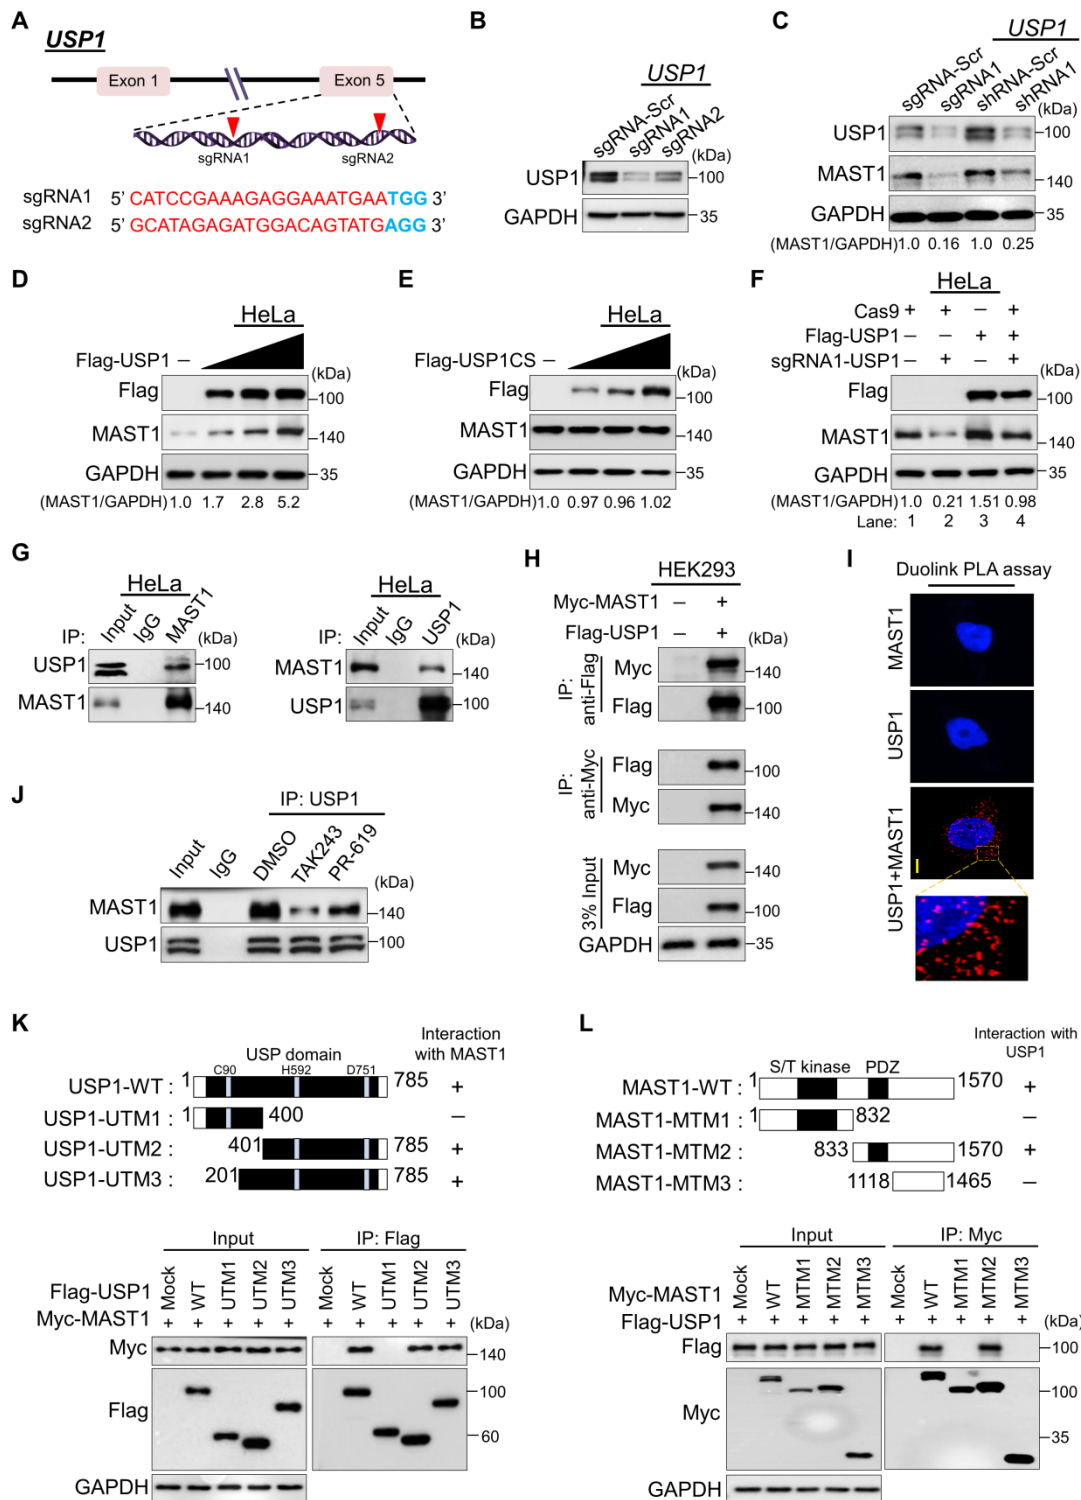 A
USP1
Exon 1
Exon 5
sgRNA1
sgRNA2
sgRNA1 5’ CATCCGAAAGAGGAAATGAATGG 3’
sgRNA2 5’ GCATAGAGATGGACAGTATGAGG 3’
B
USP1
sgRNA-Scr
sgRNA1
sgRNA2
(kDa)
USP1
100
GAPDH
35
C
USP1
sgRNA-Scr
sgRNA1
shRNA-Scr
shRNA1
(kDa)
USP1
100
MAST1
140
GAPDH
35
(MAST1/GAPDH) 1.0 0.16 1.0 0.25
D
HeLa
Flag-USP1 –
(kDa)
Flag
100
MAST1
140
GAPDH
35
(MAST1/GAPDH) 1.0 1.7 2.8 5.2
E
HeLa
Flag-USP1CS –
(kDa)
Flag
100
MAST1
140
GAPDH
35
(MAST1/GAPDH) 1.0 0.97 0.96 1.02
F
HeLa
Cas9 + + – +
Flag-USP1 – – + +
sgRNA1-USP1 – + – +
(kDa)
Flag
100
MAST1
140
GAPDH
35
(MAST1/GAPDH) 1.0 0.21 1.51 0.98
Lane: 1 2 3 4
G
HeLa
IP:
Input
IgG
MAST1
(kDa)
USP1
100
MAST1
140
HeLa
IP:
Input
IgG
USP1
(kDa)
MAST1
140
USP1
100
H
HEK293
Myc-MAST1 – +
Flag-USP1 – +
(kDa)
IP: anti-Flag
Myc
140
Flag
100
IP: anti-Myc
Flag
100
Myc
140
3% Input
Myc
140
Flag
100
GAPDH
35
I
Duolink PLA assay
MAST1
USP1
USP1+MAST1
J
IP: USP1
Input
IgG
DMSO
TAK243
PR-619
(kDa)
MAST1
140
USP1
100
K
Interaction
with MAST1
USP domain
C90 H592 D751
USP1-WT : 1 785 +
USP1-UTM1 : 1 400 –
USP1-UTM2 : 401 785 +
USP1-UTM3 : 201 785 +
Input
IP: Flag
Flag-USP1
Mock
WT
UTM1
UTM2
UTM3
Mock
WT
UTM1
UTM2
UTM3
Myc-MAST1 + + + + + + + + + + (kDa)
Myc
140
Flag
100
60
GAPDH
L
Interaction with
USP1
S/T kinase PDZ
MAST1-WT : 1 1570 +
MAST1-MTM1 : 1 832 –
MAST1-MTM2 : 833 1570 +
MAST1-MTM3 : 1118 1465 –
Input
IP: Myc
Myc-MAST1
Mock
WT
MTM1
MTM2
MTM3
Mock
WT
MTM1
MTM2
MTM3
Flag-USP1 + + + + + + + + + + (kDa)
Flag
100
Myc
100
35
GAPDH